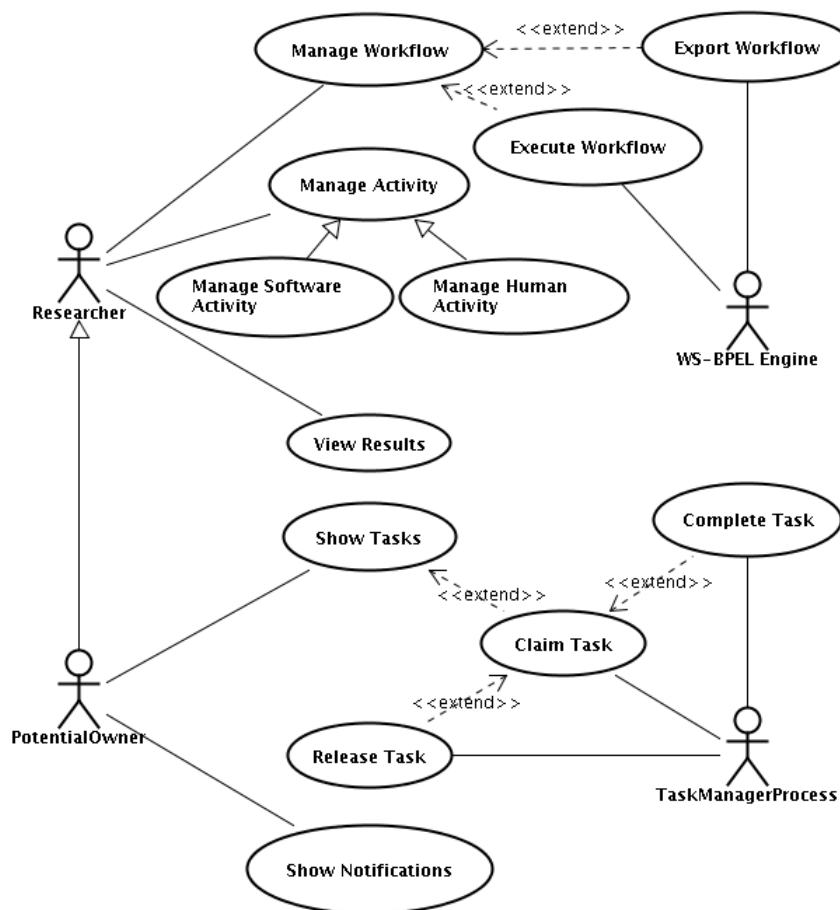 <<extend>>
Manage Workflow
Export Workflow
<<extend>>
Execute Workflow
Manage Activity
Manage Software
Activity
Manage Human
Activity
Researcher
WS-BPEL Engine
View Results
Complete Task
Show Tasks
<<extend>>
<<extend>>
Claim Task
<<extend>>
PotentialOwner
Release Task
TaskManagerProcess
Show Notifications